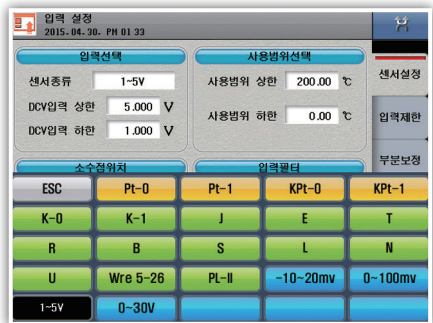 입력 설정
2015.04.30. PM 01 33
입력선택
사용범위선택
센서설정
센서종류 1~5V
사용범위 상한 200.00 ℃
DCV입력 상한 5.000 V
사용범위 하한 0.00 ℃
DCV입력 하한 1.000 V
입력제한
부분보정
소수점위치
입력필터
ESC Pt-0 Pt-1 KPt-0 KPt-1
K-0 K-1 J E T
R B S L N
U Wre 5-26 PL-II -10~20mv 0~100mv
1~5V 0~30V